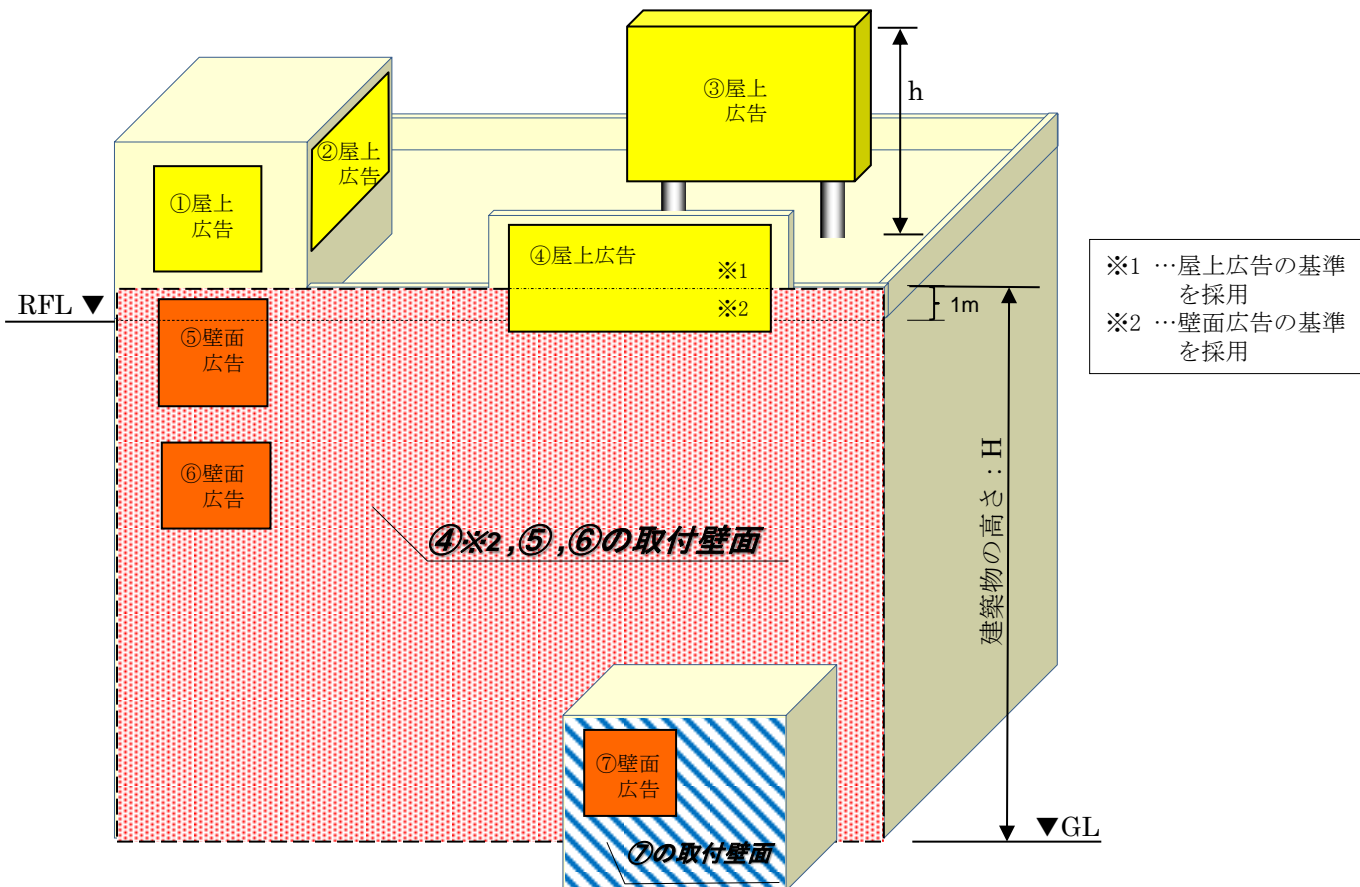 ③屋上
広告
h
②屋上
広告
①屋上
広告
④屋上広告
※1
※2
※1 …屋上広告の基準
を採用
※2 …壁面広告の基準
を採用
RFL ▼
1m
⑤壁面
広告
⑥壁面
広告
④※2 ,⑤ ,⑥の取付壁面
建築物の高さ：H
⑦壁面
広告
▼GL
⑦の取付壁面